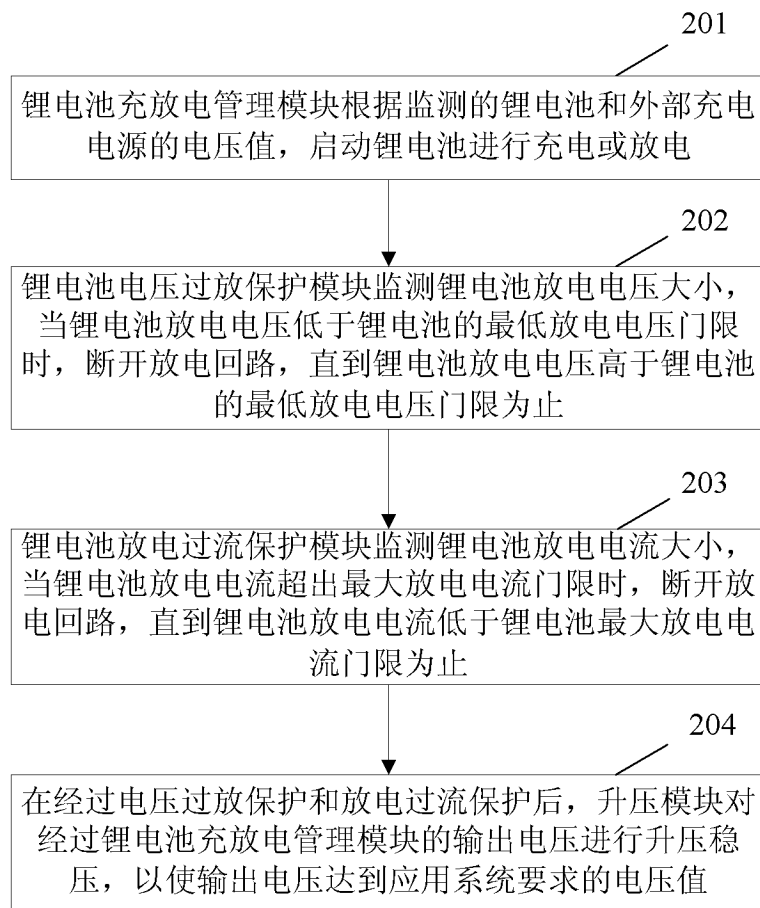 201
锂电池充放电管理模块根据监测的锂电池和外部充电
电源的电压值，启动锂电池进行充电或放电
202
锂电池电压过放保护模块监测锂电池放电电压大小，
当锂电池放电电压低于锂电池的最低放电电压门限
时，断开放电回路，直到锂电池放电电压高于锂电池
的最低放电电压门限为止
203
锂电池放电过流保护模块监测锂电池放电电流大小，
当锂电池放电电流超出最大放电电流门限时，断开放
电回路，直到锂电池放电电流低于锂电池最大放电电
流门限为止
204
在经过电压过放保护和放电过流保护后，升压模块对
经过锂电池充放电管理模块的输出电压进行升压稳
压，以使输出电压达到应用系统要求的电压值